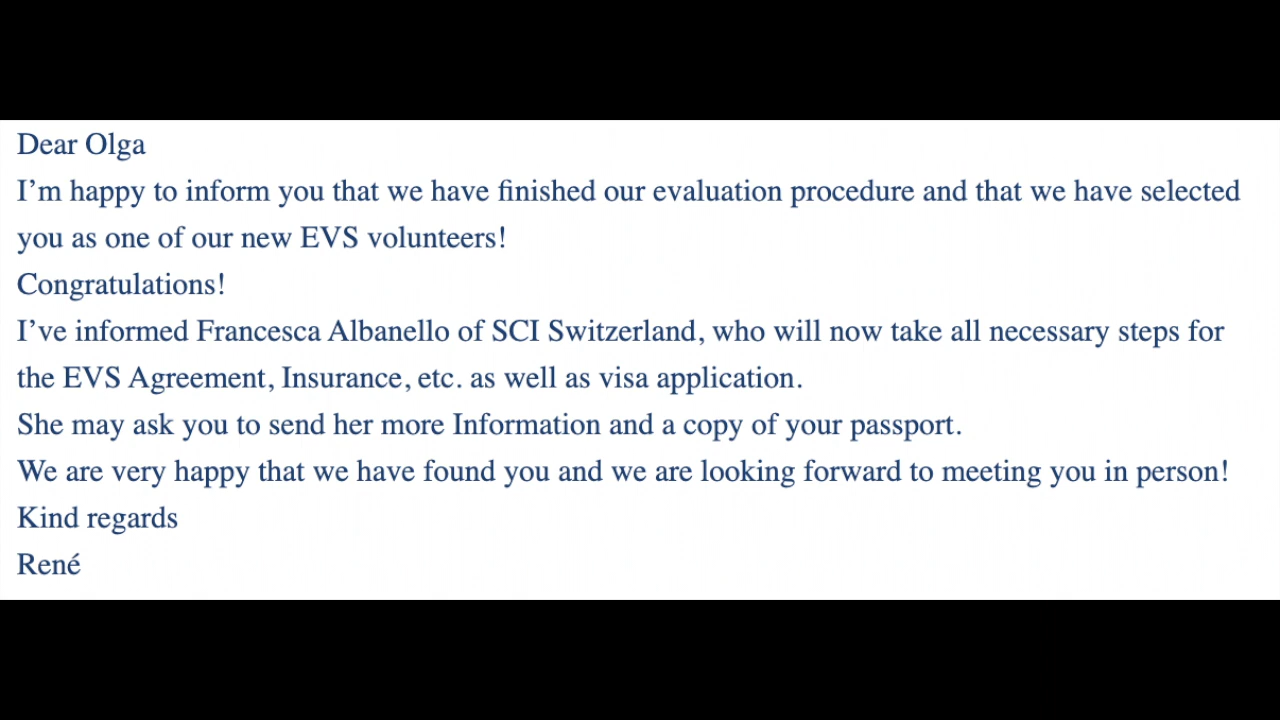 Dear Olga
I’m happy to inform you that we have finished our evaluation procedure and that we have selected
you as one of our new EVS volunteers!
Congratulations!
I’ve informed Francesca Albanello of SCI Switzerland, who will now take all necessary steps for
the EVS Agreement, Insurance, etc. as well as visa application.
She may ask you to send her more Information and a copy of your passport.
We are very happy that we have found you and we are looking forward to meeting you in person!
Kind regards
René